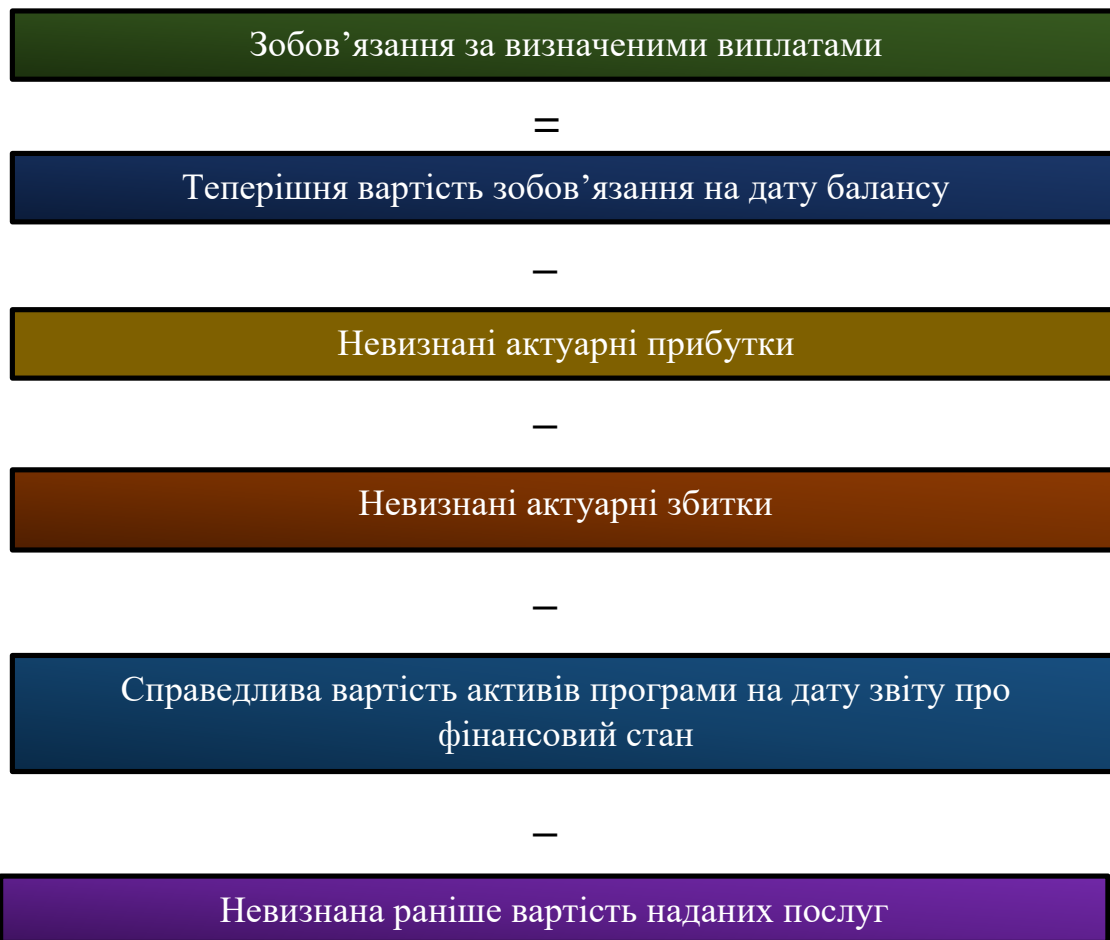 Зобов’язання за визначеними виплатами
=
Теперішня вартість зобов’язання на дату балансу
–
Невизнані актуарні прибутки
–
Невизнані актуарні збитки
–
Справедлива вартість активів програми на дату звіту про
фінансовий стан
–
Невизнана раніше вартість наданих послуг